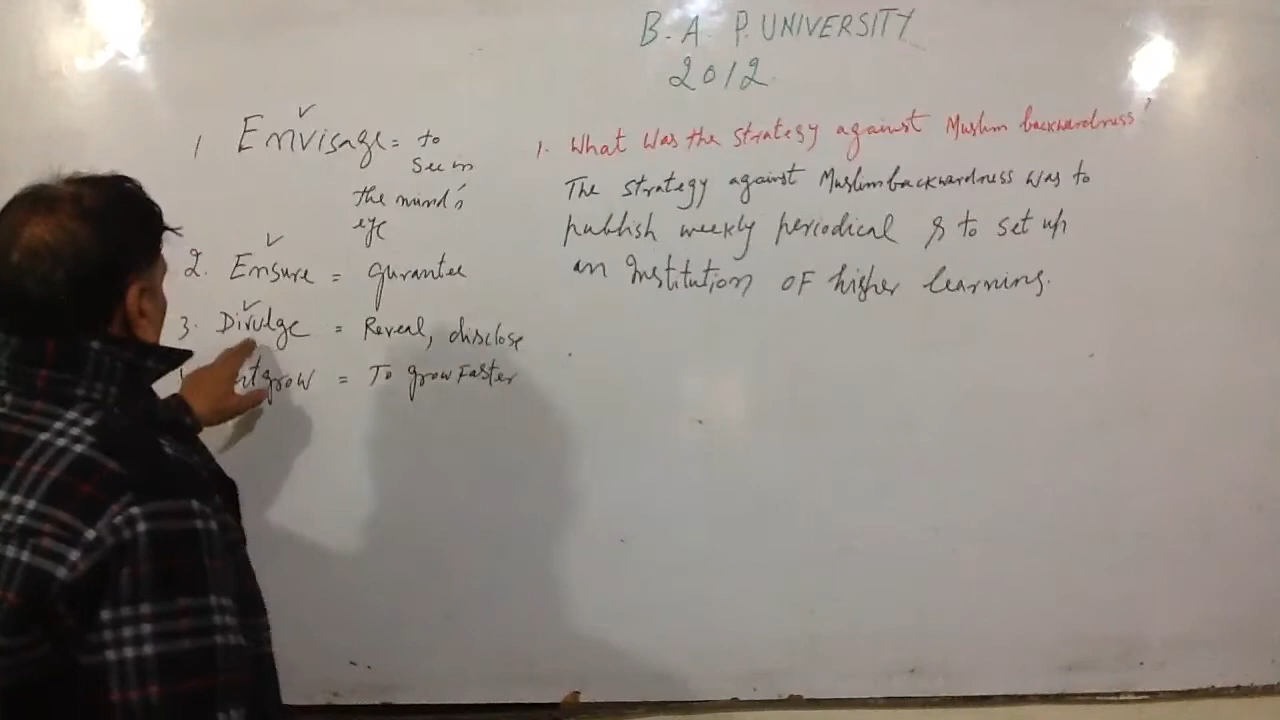 B. A. P. UNIVERSITY
2012
1 Envisage = to
see in
the mind's
eye
2. Ensure = gurantee
3. Divulge = Reveal, disclose
= To grow Faster
1. What was the strategy against Muslim backwardness?
The strategy against Muslim backwardness was to
publish weekly periodical & to set up
an Institution OF higher learning.